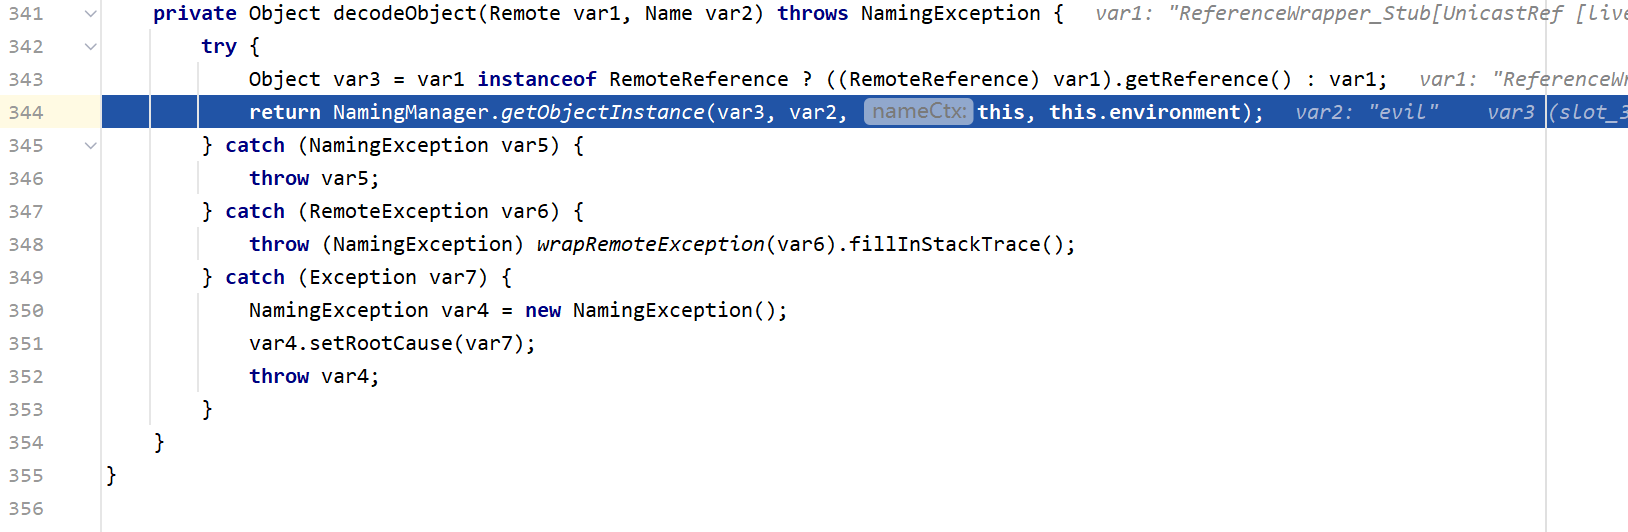 341 private Object decodeObject(Remote var1, Name var2) throws NamingException { var1: "ReferenceWrapper_Stub[UnicastRef [live
342 try {
343 Object var3 = var1 instanceof RemoteReference ? ((RemoteReference) var1).getReference() : var1; var1: "ReferenceWr
344 return NamingManager.getObjectInstance(var3, var2, nameCtx: this, this.environment); var2: "evil" var3 (slot_3
345 } catch (NamingException var5) {
346 throw var5;
347 } catch (RemoteException var6) {
348 throw (NamingException) wrapRemoteException(var6).fillInStackTrace();
349 } catch (Exception var7) {
350 NamingException var4 = new NamingException();
351 var4.setRootCause(var7);
352 throw var4;
353 }
354 }
355 }
356